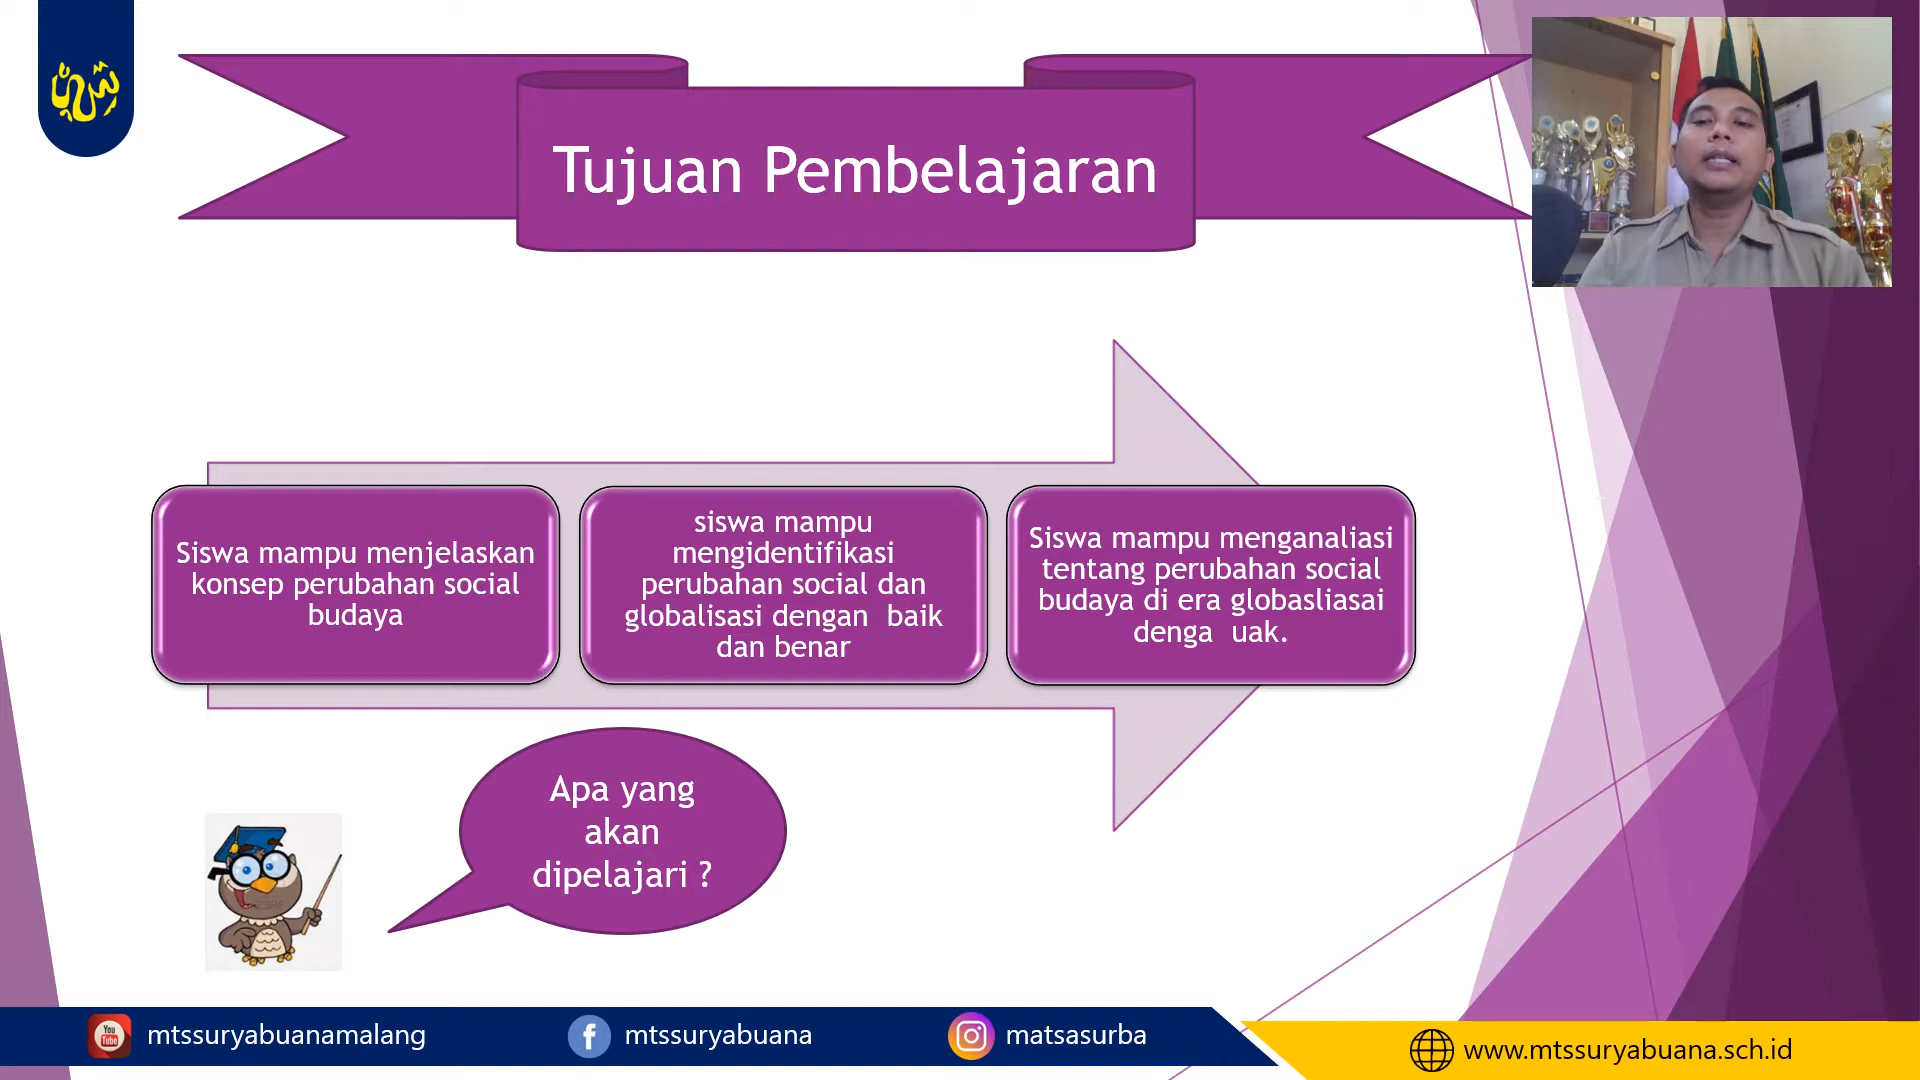 Tujuan Pembelajaran
Siswa mampu menjelaskan
konsep perubahan social
budaya
siswa mampu
mengidentifikasi
perubahan social dan
globalisasi dengan  baik
dan benar
Siswa mampu menganaliasi
tentang perubahan social
budaya di era globasliasai
denga  uak.
Apa yang
akan
dipelajari ?
You
Tube
mtssuryabuanamalang
mtssuryabuana
matsasurba
www.mtssuryabuana.sch.id